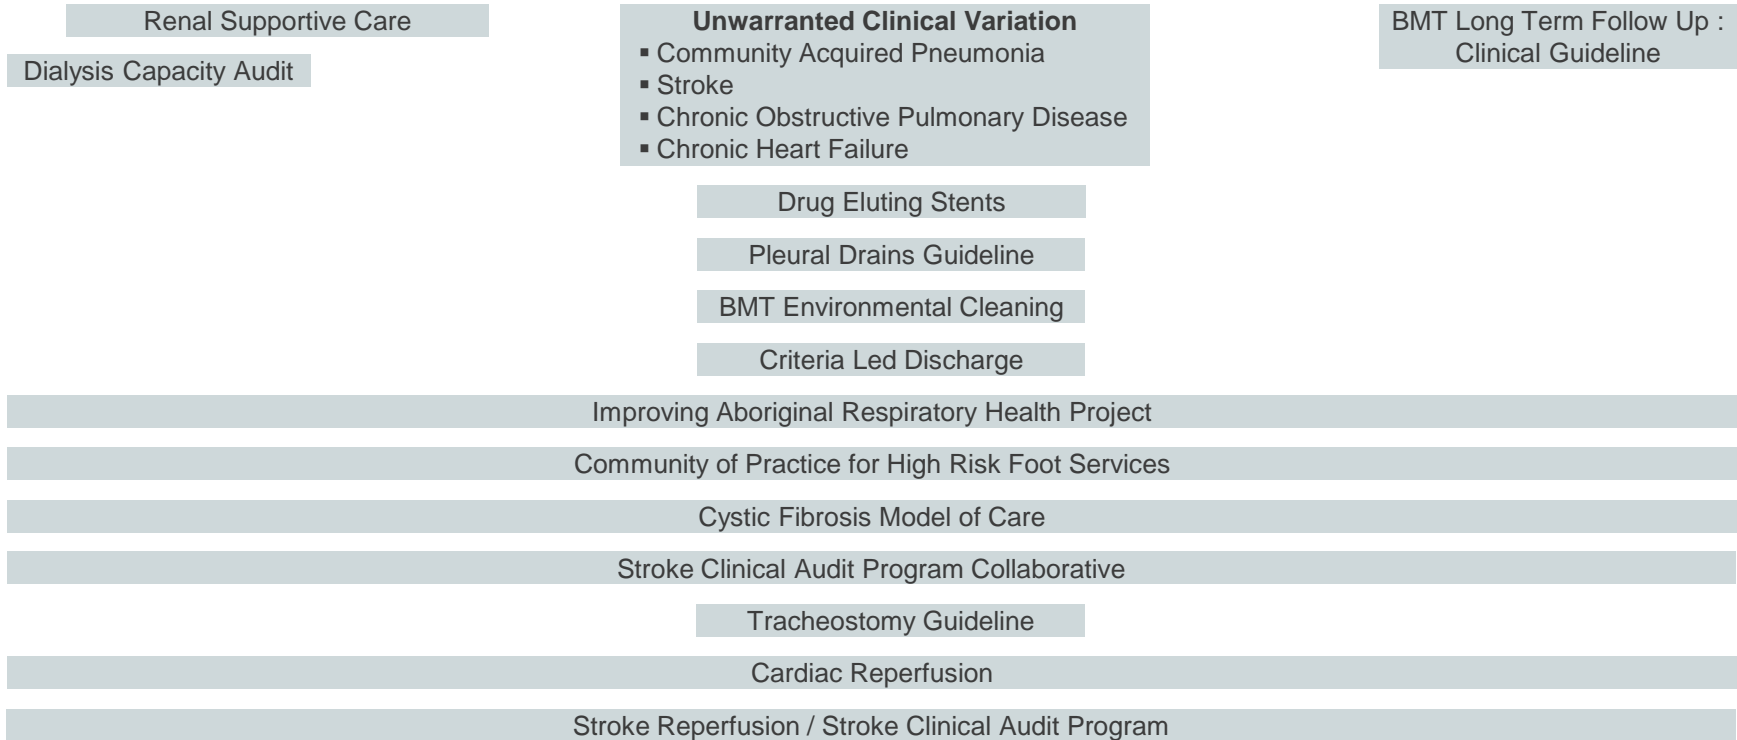 Renal Supportive Care
Dialysis Capacity Audit
Unwarranted Clinical Variation
▪ Community Acquired Pneumonia
▪ Stroke
▪ Chronic Obstructive Pulmonary Disease
▪ Chronic Heart Failure
BMT Long Term Follow Up :
Clinical Guideline
Drug Eluting Stents
Pleural Drains Guideline
BMT Environmental Cleaning
Criteria Led Discharge
Improving Aboriginal Respiratory Health Project
Community of Practice for High Risk Foot Services
Cystic Fibrosis Model of Care
Stroke Clinical Audit Program Collaborative
Tracheostomy Guideline
Cardiac Reperfusion
Stroke Reperfusion / Stroke Clinical Audit Program